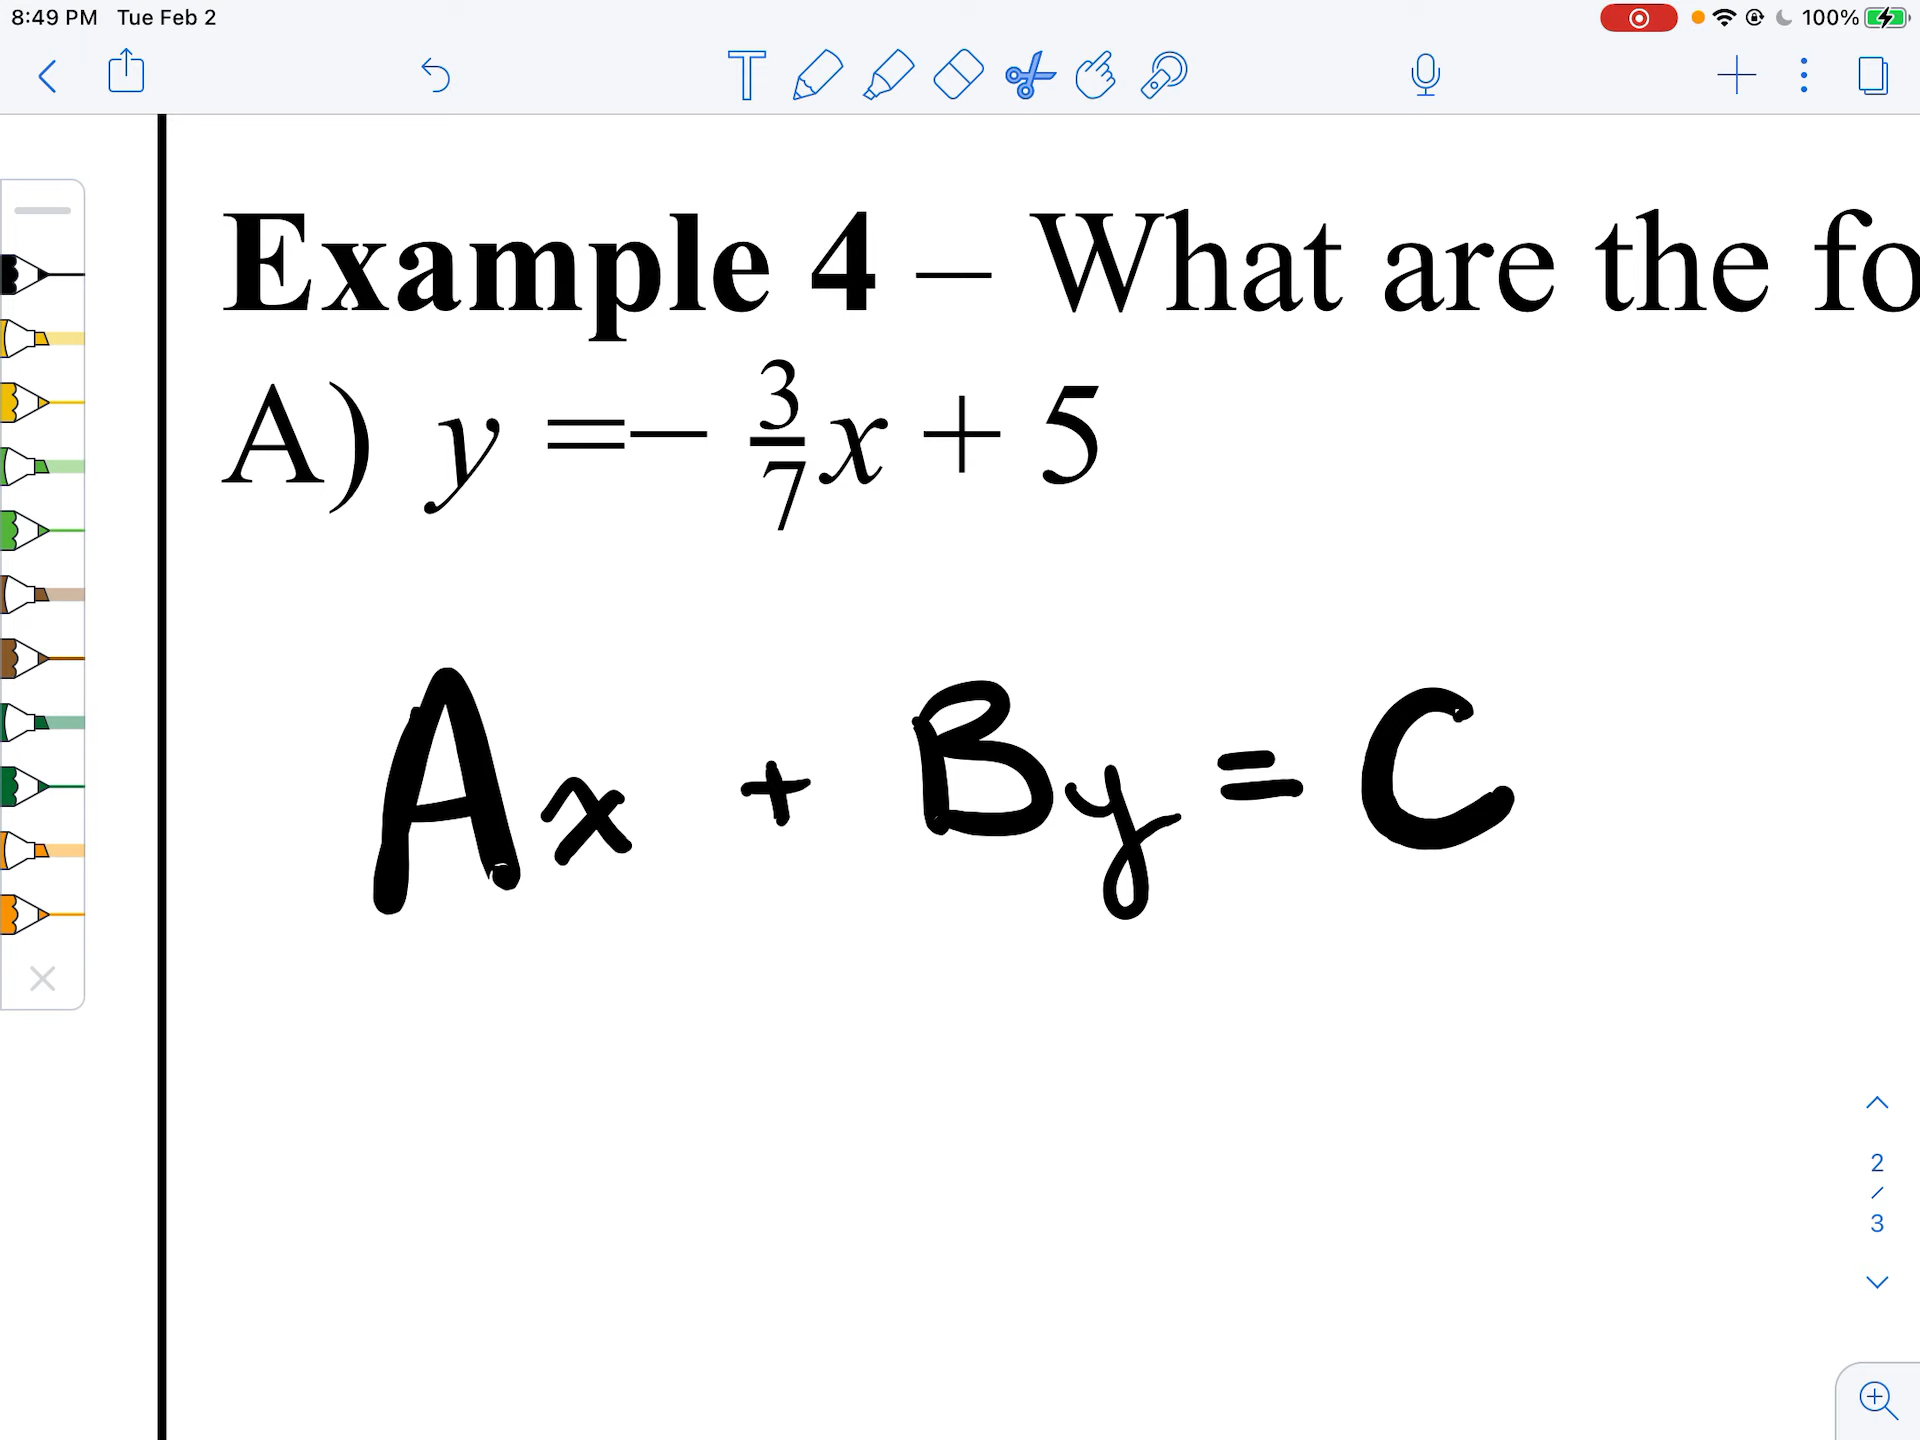 8:49 PM Tue Feb 2 100%
T
Example 4 – What are the fo
A) y =– 3/7 x + 5
Ax + By = C
2
/
3